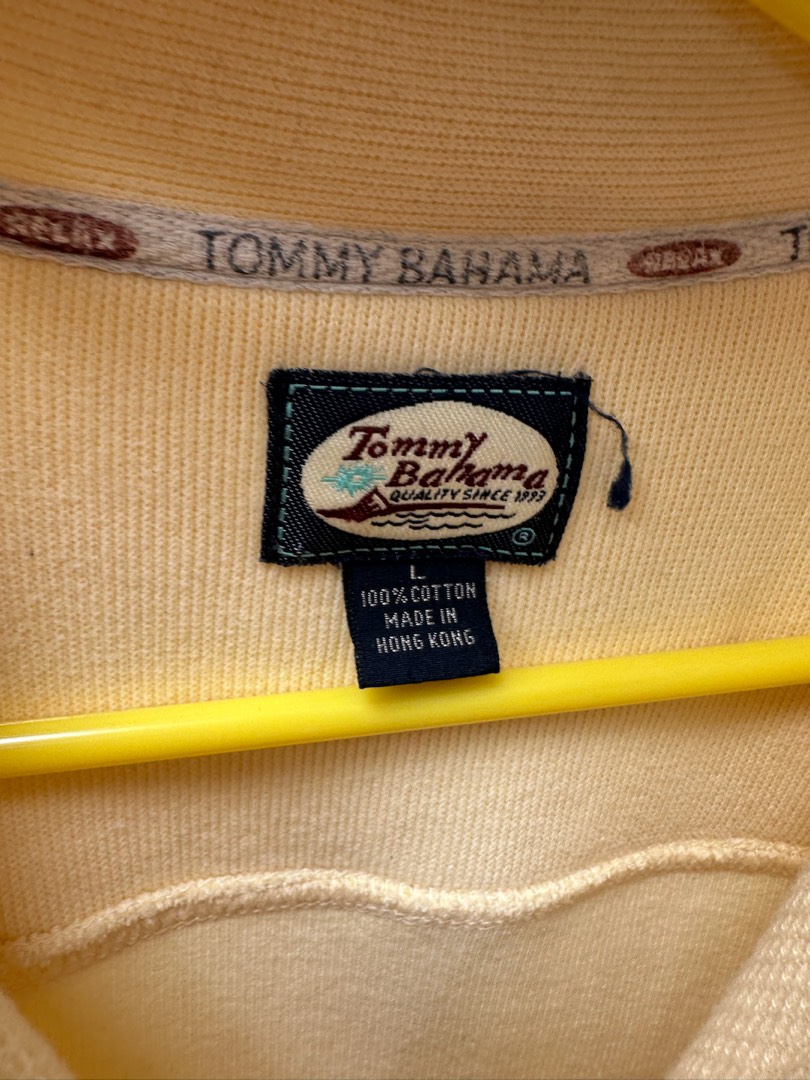 RELAX TOMMY BAHAMA RELAX T
Tommy
Bahama
QUALITY SINCE 1993
®
L
100% COTTON
MADE IN
HONG KONG